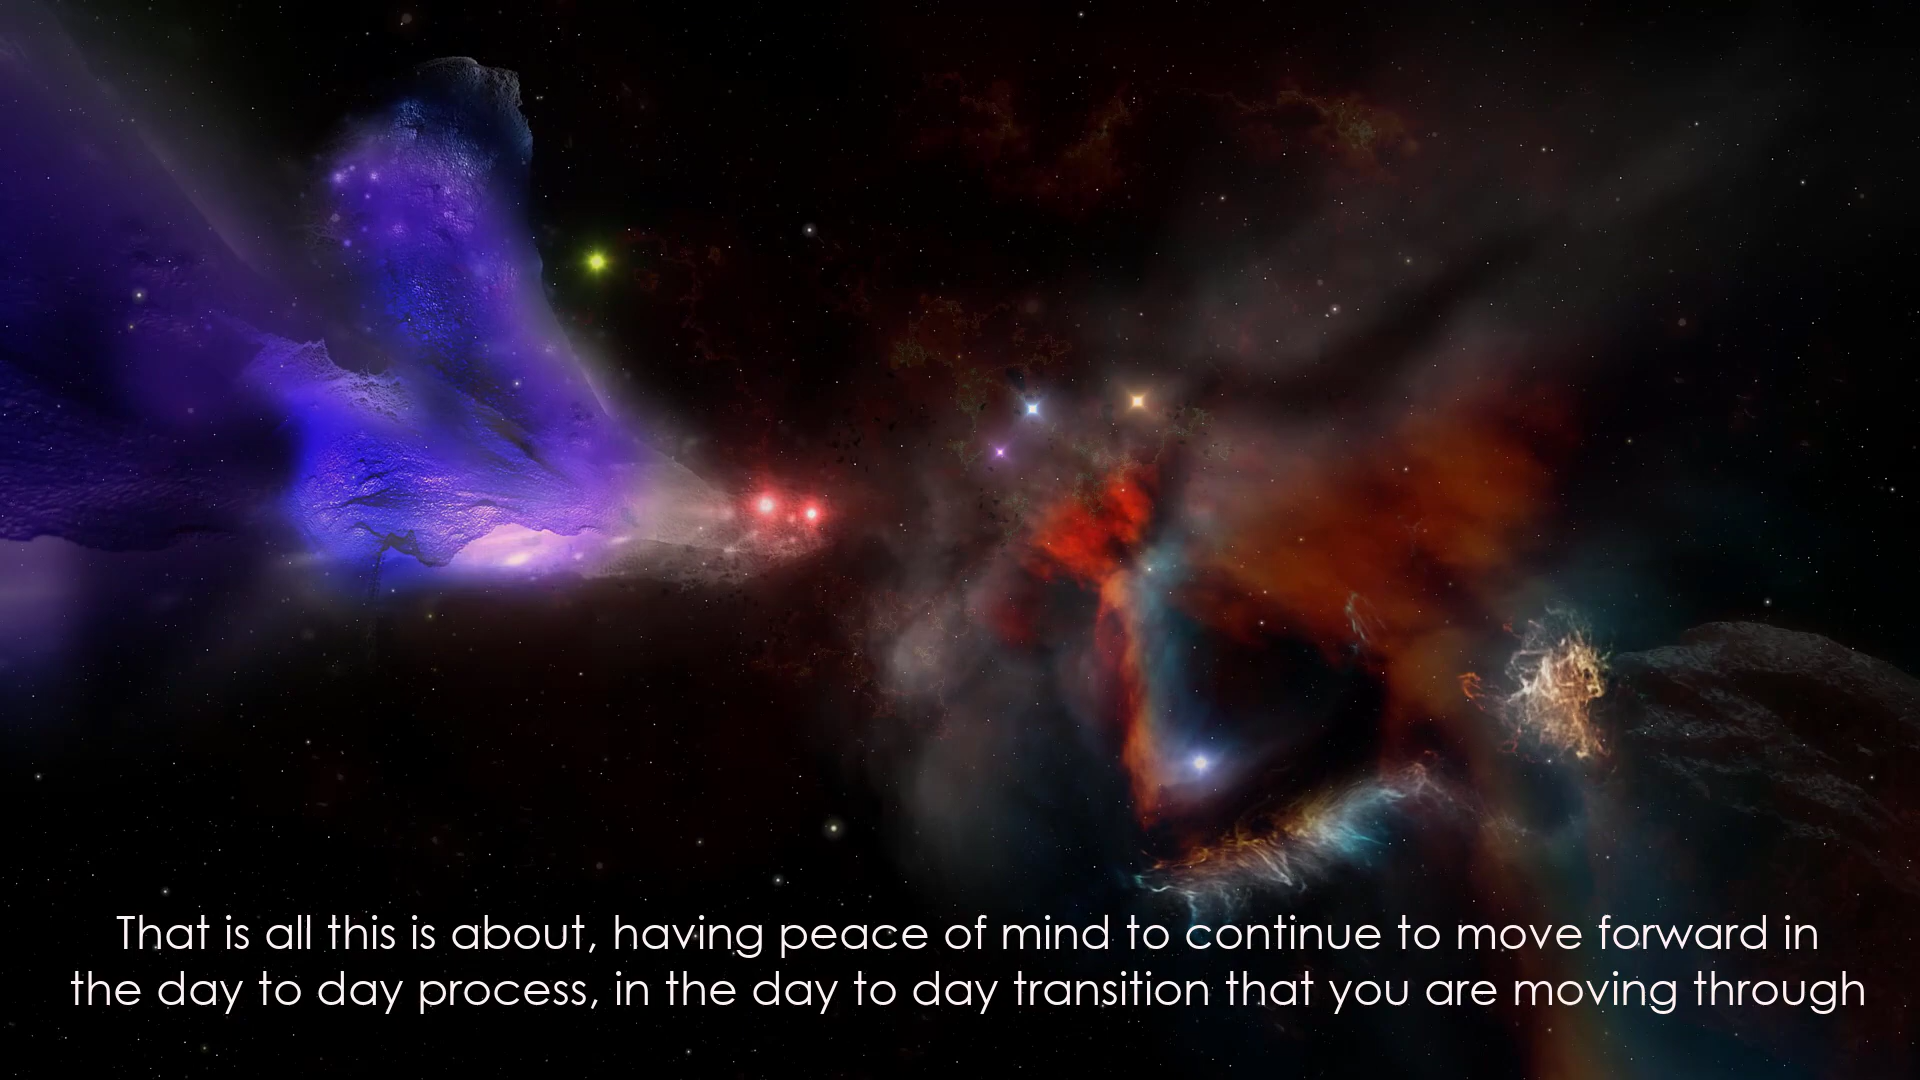 That is all this is about, having peace of mind to continue to move forward in
the day to day process, in the day to day transition that you are moving through